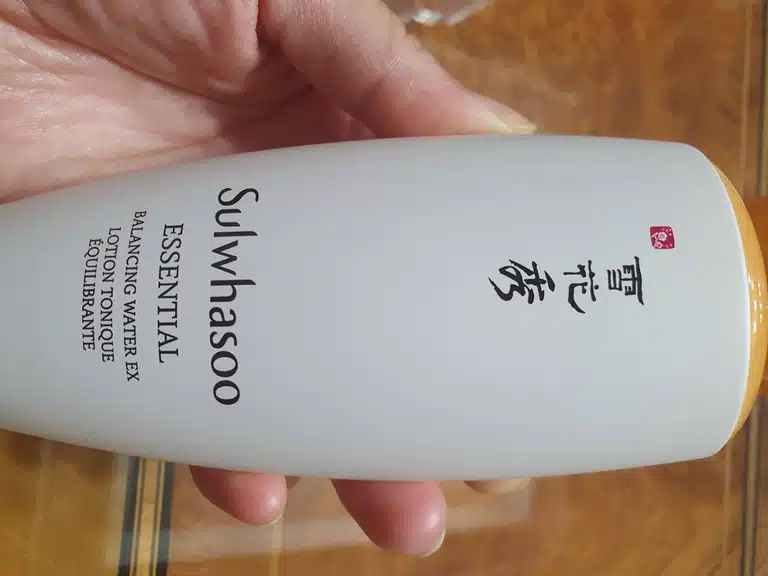 雪花秀
Sulwhasoo
ESSENTIAL
BALANCING WATER EX
LOTION TONIQUE
ÉQUILIBRANTE